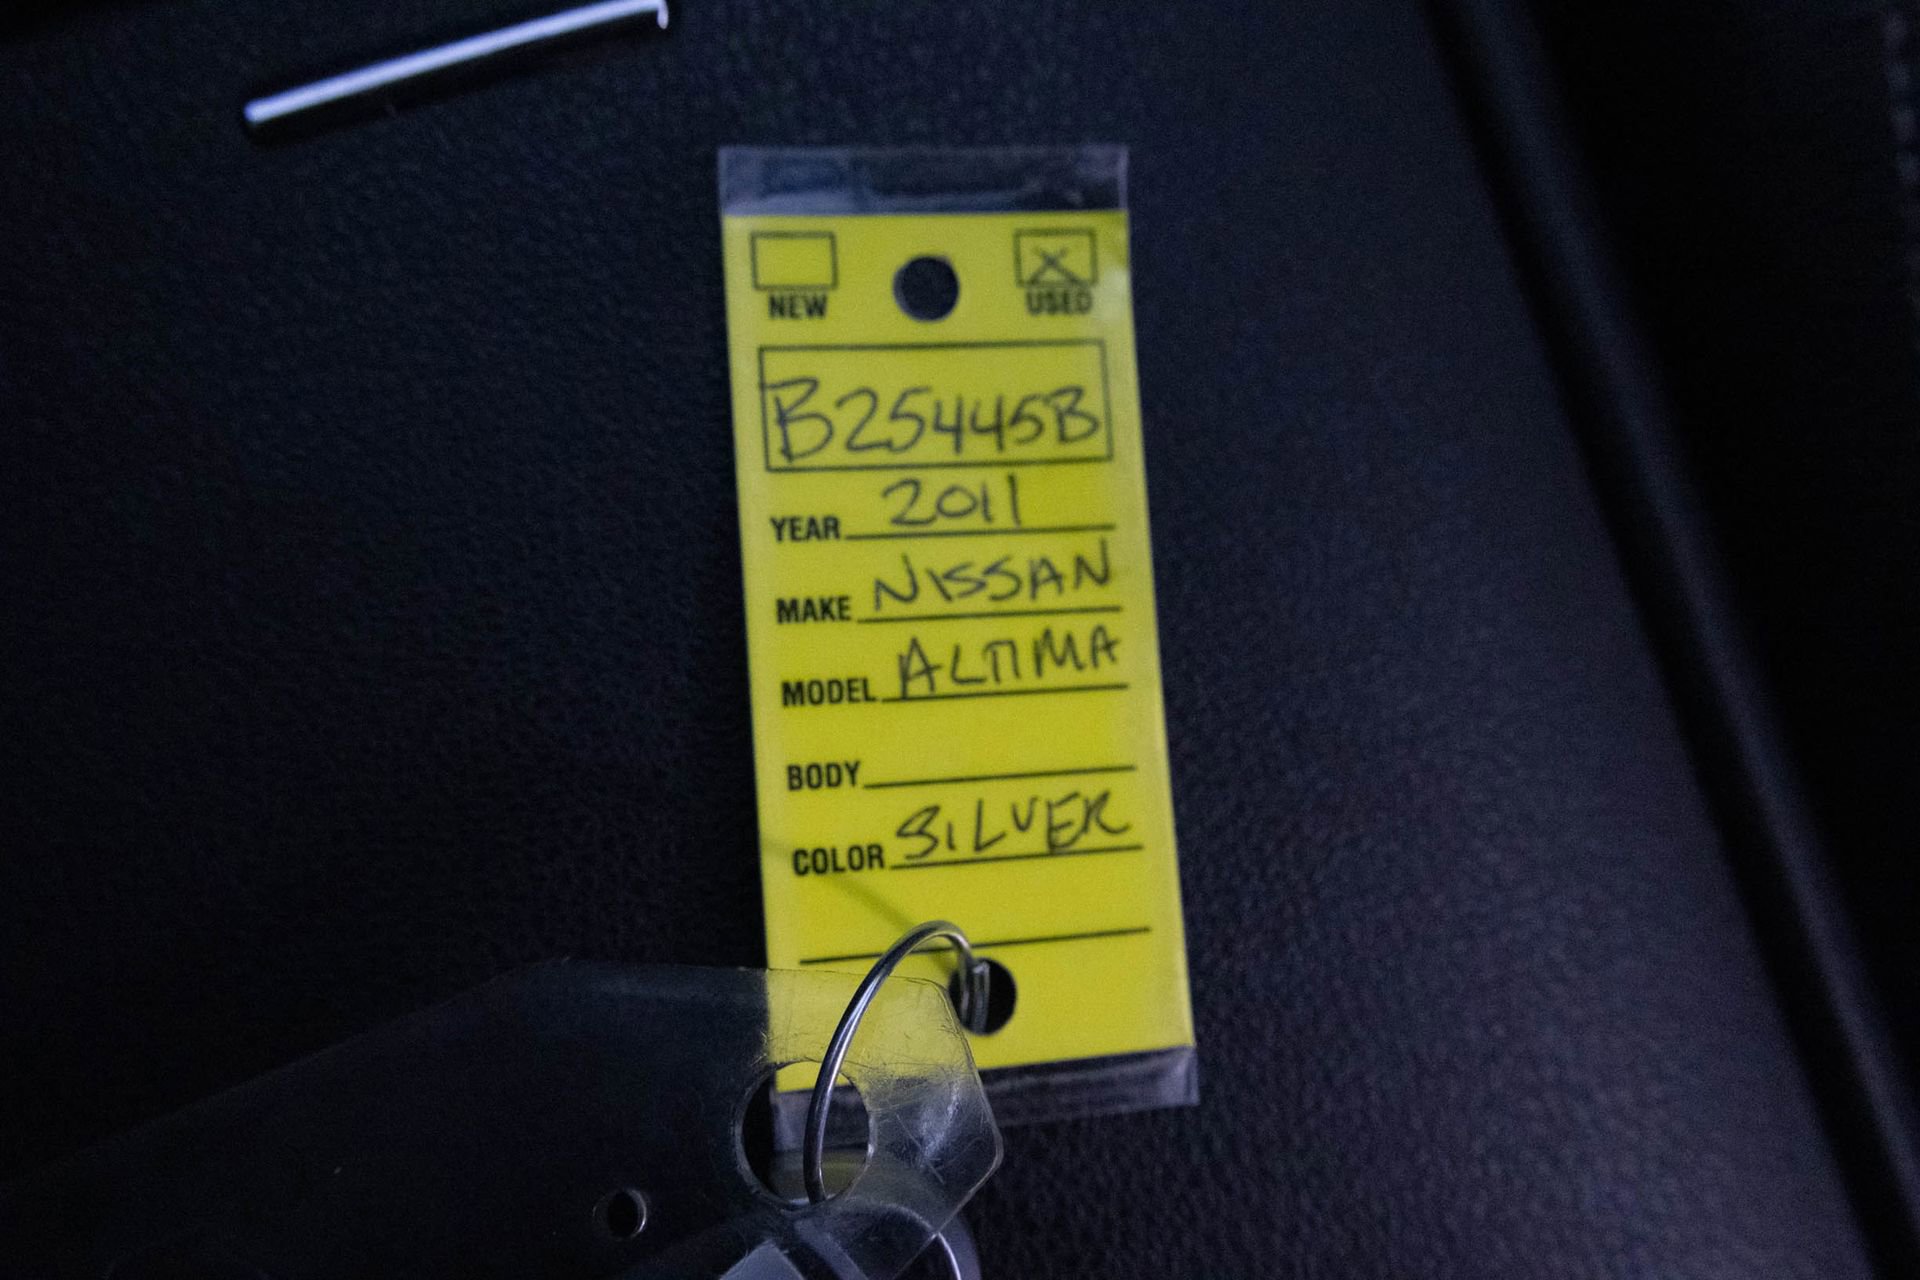 NEW USED
B25445B
YEAR 2011
MAKE NISSAN
MODEL ALTIMA
BODY
COLOR SILVER